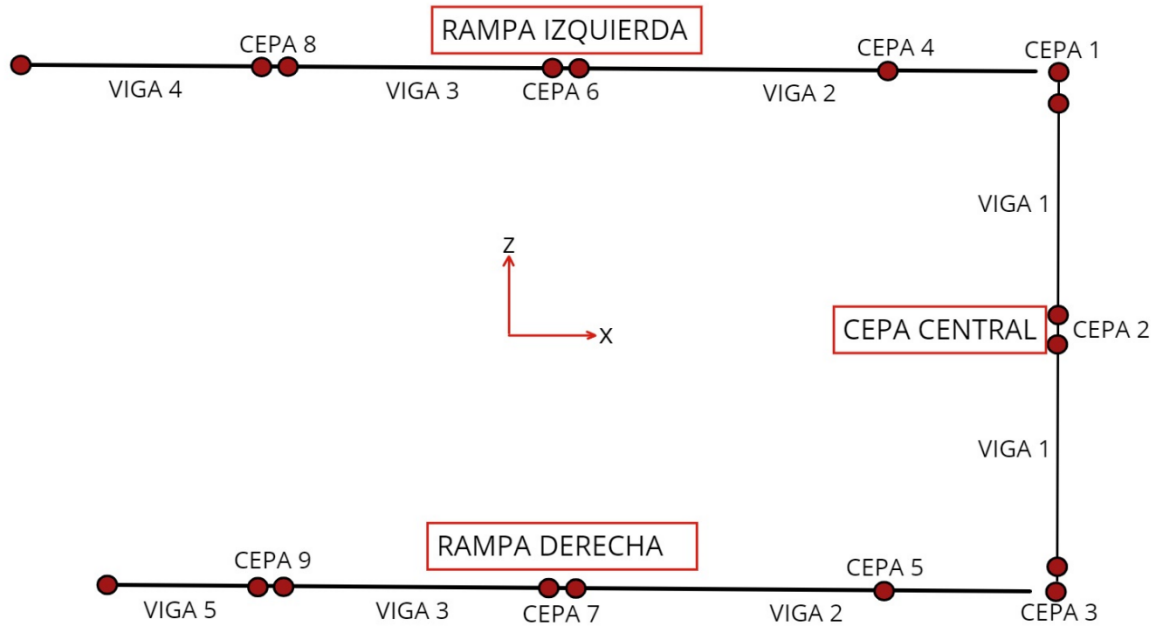 RAMPA IZQUIERDA
CEPA 8
CEPA 4
CEPA 1
VIGA 4
VIGA 3
CEPA 6
VIGA 2
VIGA 1
Z
X
CEPA CENTRAL
CEPA 2
VIGA 1
RAMPA DERECHA
CEPA 9
CEPA 5
VIGA 5
VIGA 3
CEPA 7
VIGA 2
CEPA 3